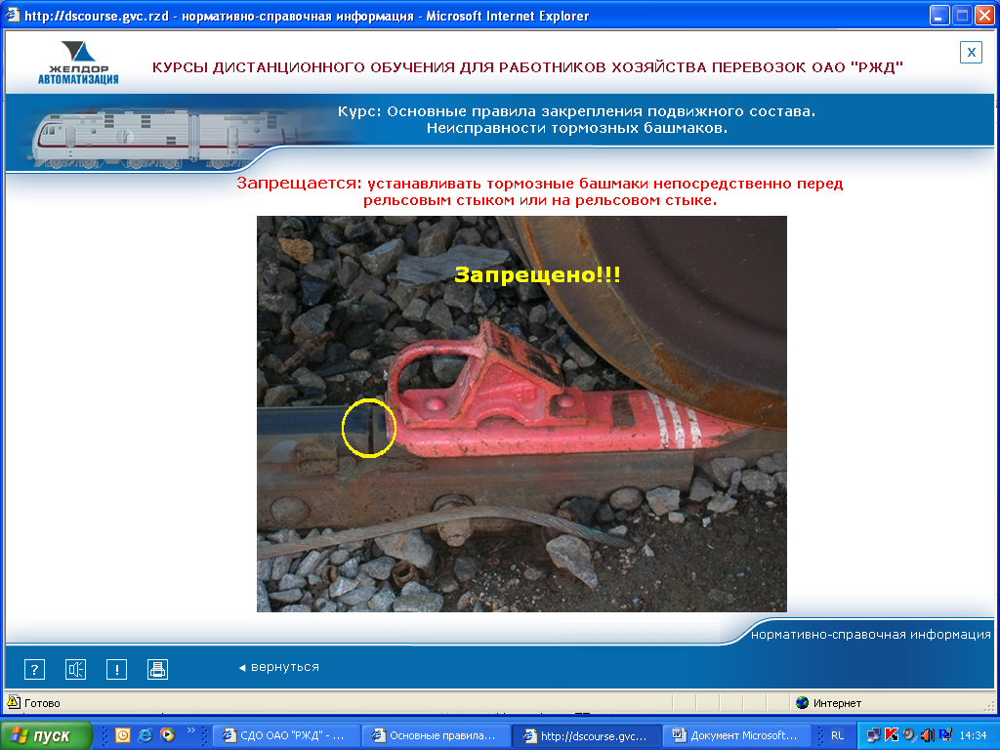 http://dscourse.gvc.rzd - нормативно-справочная информация - Microsoft Internet Explorer
X
ЖЕЛДОР
АВТОМАТИЗАЦИЯ
КУРСЫ ДИСТАНЦИОННОГО ОБУЧЕНИЯ ДЛЯ РАБОТНИКОВ ХОЗЯЙСТВА ПЕРЕВОЗОК ОАО "РЖД"
Курс: Основные правила закрепления подвижного состава.
Неисправности тормозных башмаков.
Запрещается: устанавливать тормозные башмаки непосредственно перед
рельсовым стыком или на рельсовом стыке.
Запрещено!!!
нормативно-справочная информация
? ! ◄ вернуться
Готово Интернет
пуск » СДО ОАО "РЖД" - ... Основные правила... http://dscourse.gvc... Документ Microsoft... RL 14:34